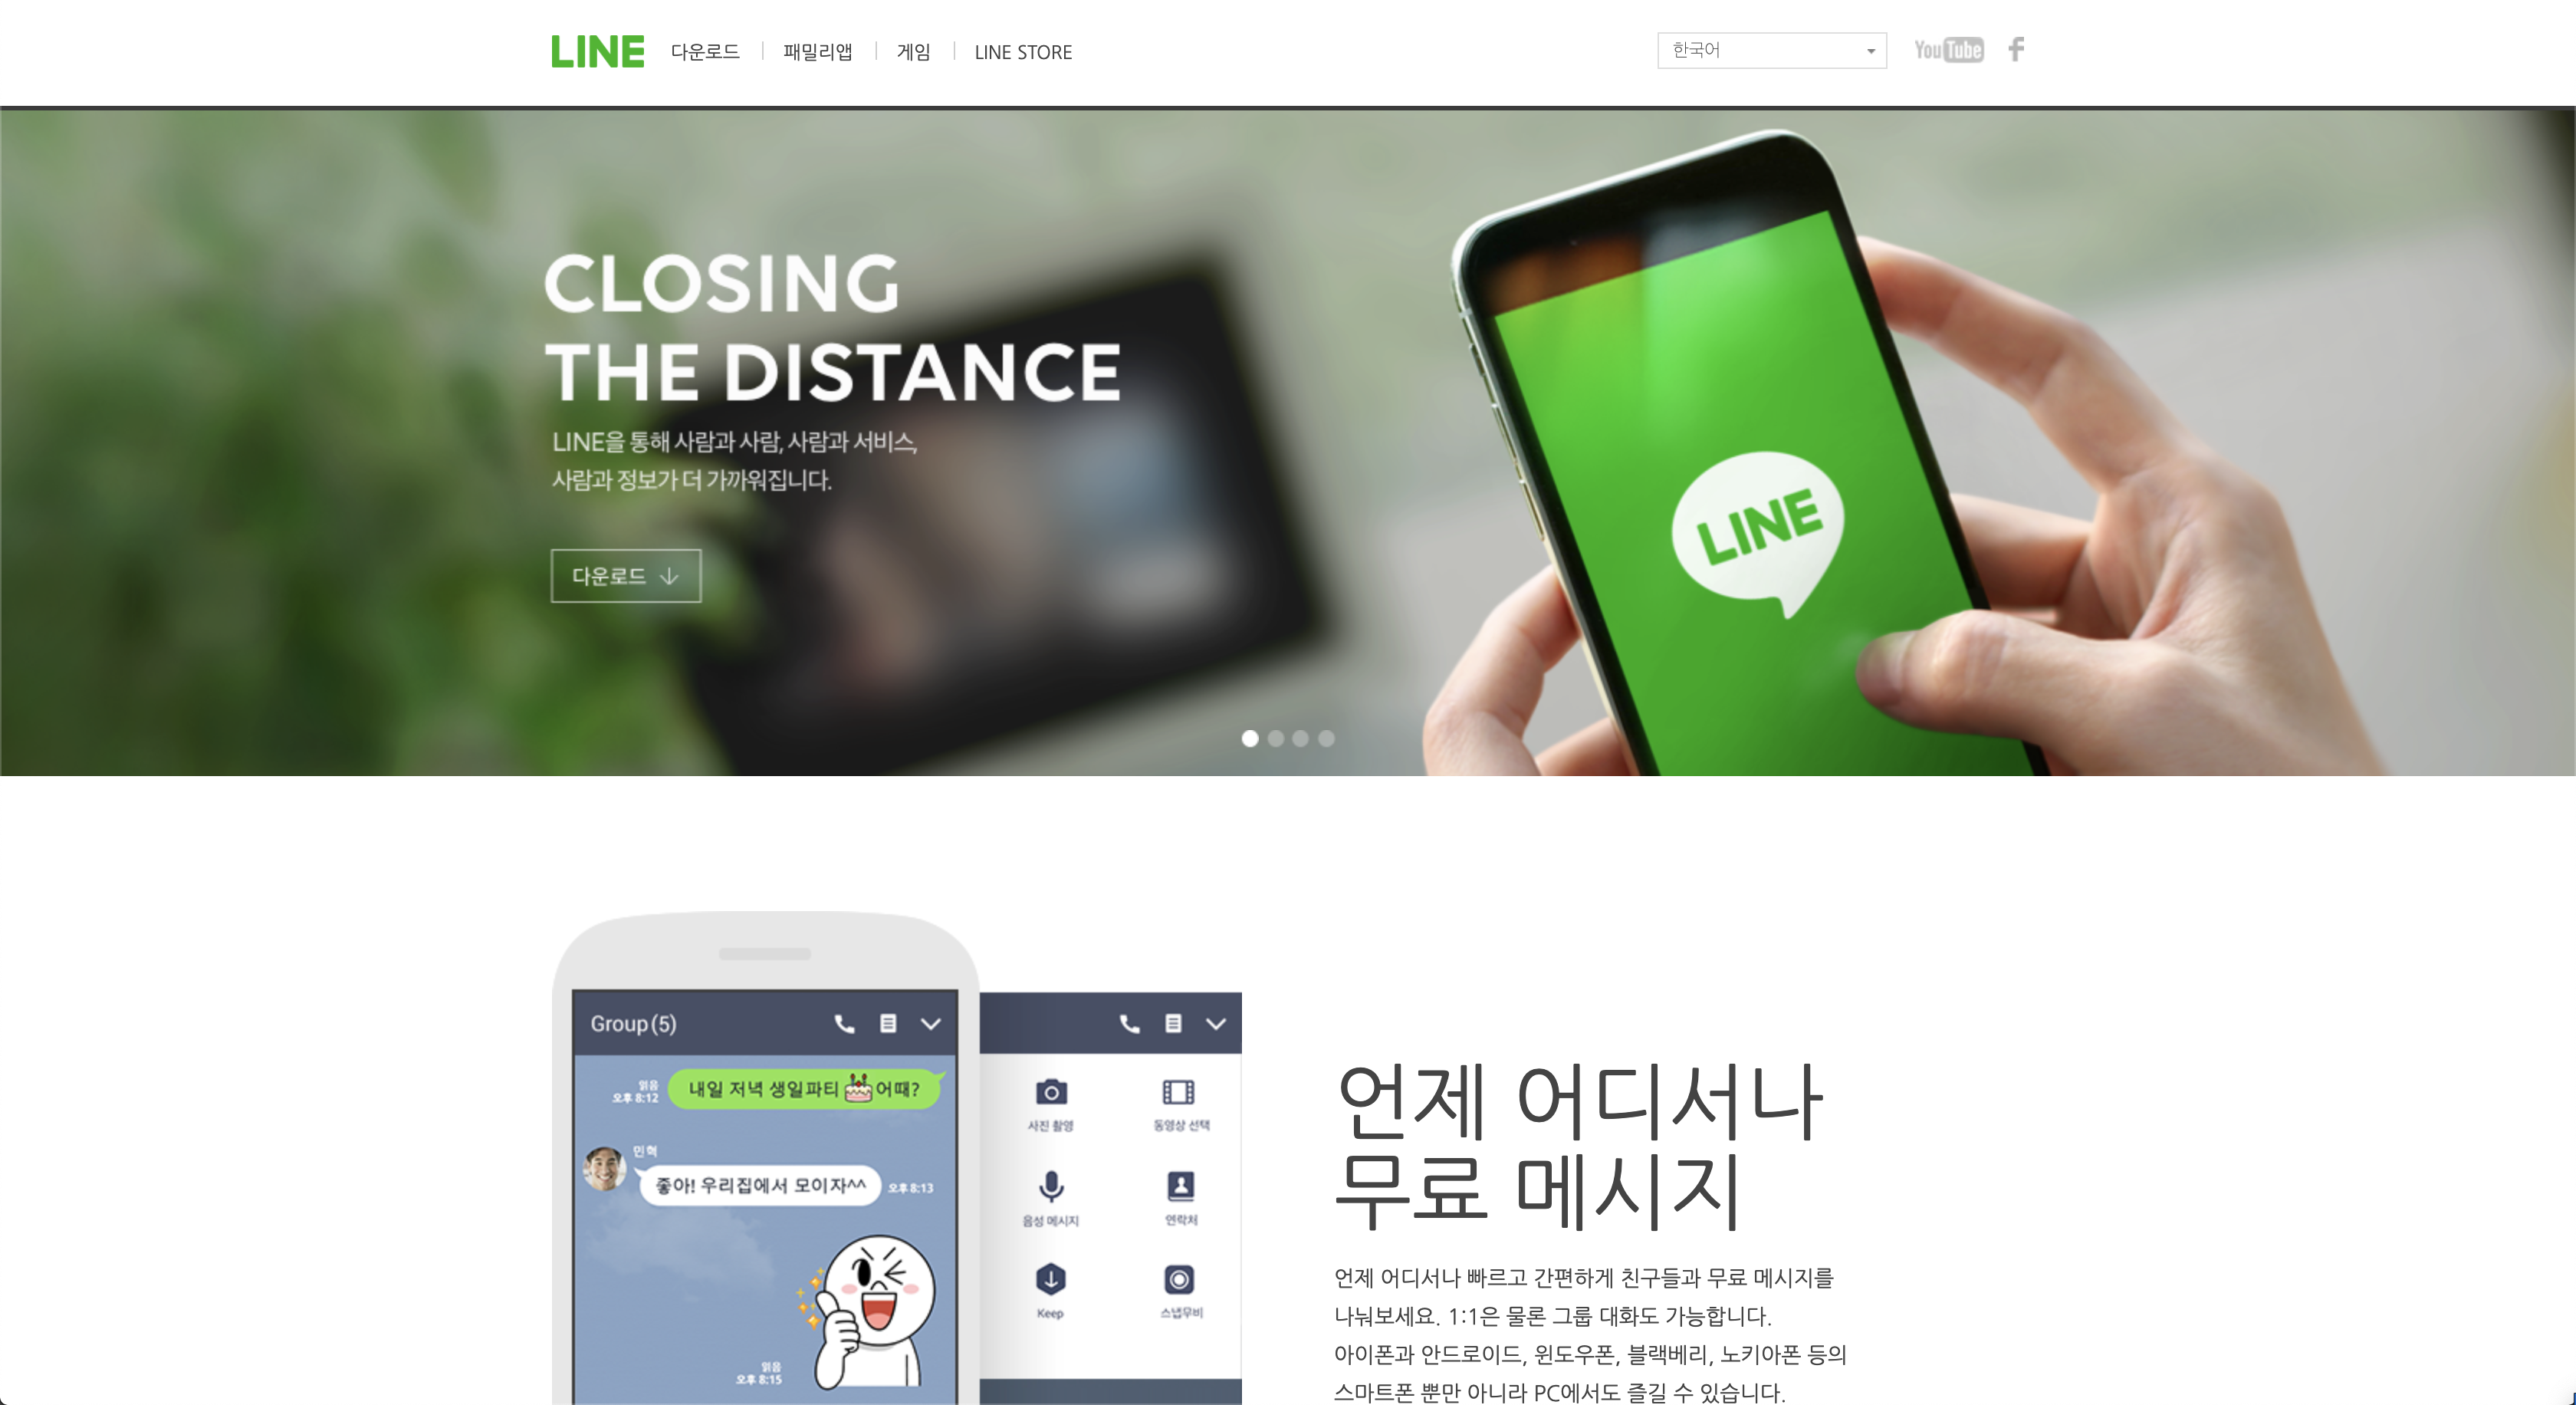 LINE
다운로드
패밀리앱
게임
LINE STORE
한국어
YouTube
CLOSING
THE DISTANCE
LINE을 통해 사람과 사람, 사람과 서비스,
사람과 정보가 더 가까워집니다.
다운로드
LINE
Group(5)
내일 저녁 생일파티 어때?
읽음
오후 8:12
민혁
좋아! 우리집에서 모이자^^
오후 8:13
읽음
오후 8:15
사진 촬영
동영상 선택
음성 메시지
연락처
Keep
스냅무비
언제 어디서나
무료 메시지
언제 어디서나 빠르고 간편하게 친구들과 무료 메시지를
나눠보세요. 1:1은 물론 그룹 대화도 가능합니다.
아이폰과 안드로이드, 윈도우폰, 블랙베리, 노키아폰 등의
스마트폰 뿐만 아니라 PC에서도 즐길 수 있습니다.